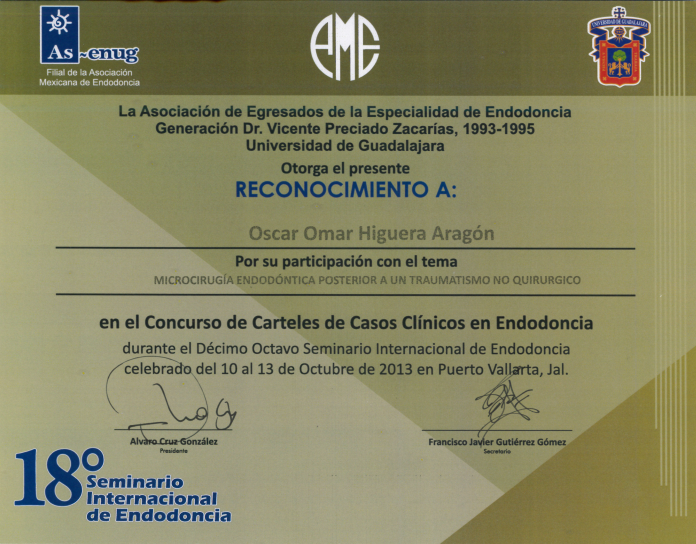 As~enug
Filial de la Asociación
Mexicana de Endodoncia
AME
UNIVERSIDAD DE GUADALAJARA
La Asociación de Egresados de la Especialidad de Endodoncia
Generación Dr. Vicente Preciado Zacarías, 1993-1995
Universidad de Guadalajara
Otorga el presente
RECONOCIMIENTO A:
Oscar Omar Higuera Aragón
Por su participación con el tema
MICROCIRUGÍA ENDODÓNTICA POSTERIOR A UN TRAUMATISMO NO QUIRURGICO
en el Concurso de Carteles de Casos Clínicos en Endodoncia
durante el Décimo Octavo Seminario Internacional de Endodoncia
celebrado del 10 al 13 de Octubre de 2013 en Puerto Vallarta, Jal.
Alvaro Cruz González
Presidente
Francisco Javier Gutiérrez Gómez
Secretario
18°
Seminario
Internacional
de Endodoncia